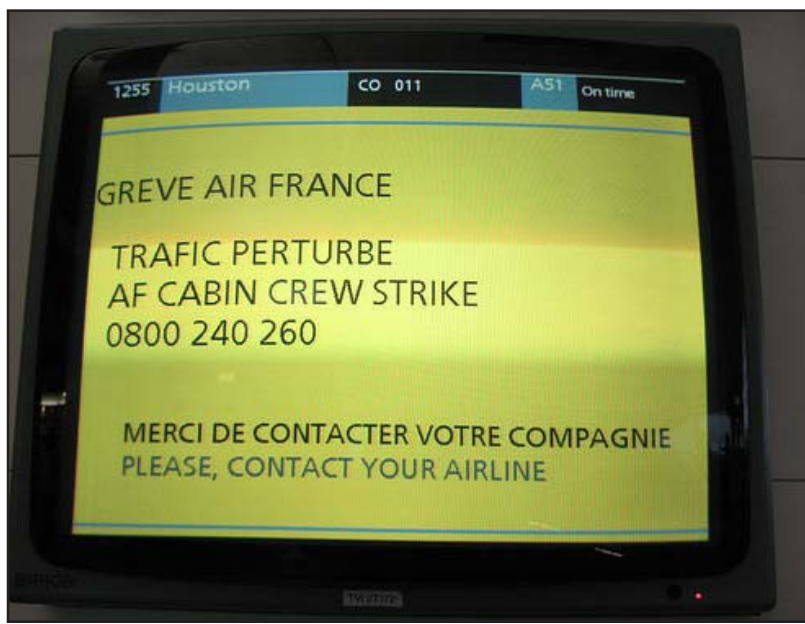 1255 Houston CO 011 A51 On time
GREVE AIR FRANCE
TRAFIC PERTURBE
AF CABIN CREW STRIKE
0800 240 260
MERCI DE CONTACTER VOTRE COMPAGNIE
PLEASE, CONTACT YOUR AIRLINE